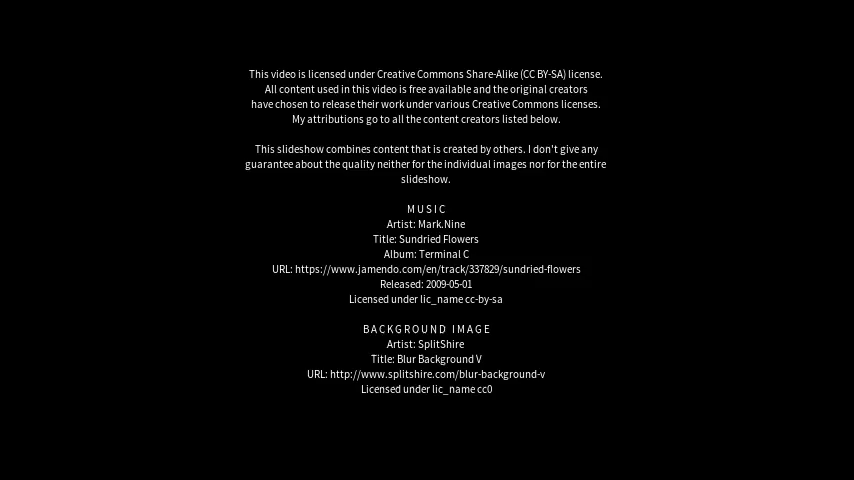 This video is licensed under Creative Commons Share-Alike (CC BY-SA) license.
All content used in this video is free available and the original creators
have chosen to release their work under various Creative Commons licenses.
My attributions go to all the content creators listed below.
This slideshow combines content that is created by others. I don't give any
guarantee about the quality neither for the individual images nor for the entire
slideshow.
MUSIC
Artist: Mark.Nine
Title: Sundried Flowers
Album: Terminal C
URL: https://www.jamendo.com/en/track/337829/sundried-flowers
Released: 2009-05-01
Licensed under lic_name cc-by-sa
BACKGROUND IMAGE
Artist: SplitShire
Title: Blur Background V
URL: http://www.splitshire.com/blur-background-v
Licensed under lic_name cc0